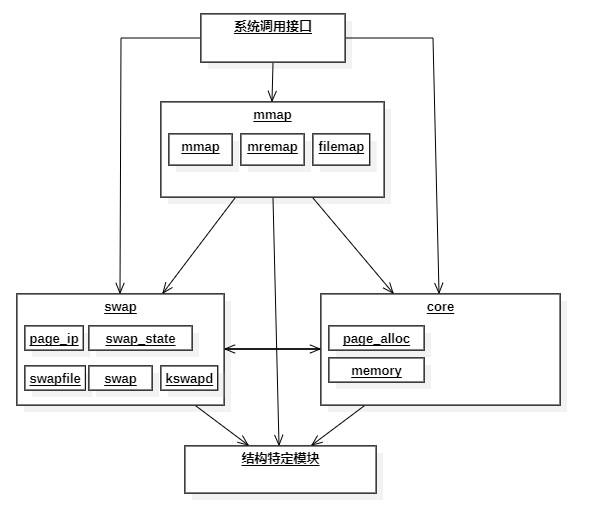 系统调用接口
mmap
mmap mremap filemap
swap
page_ip swap_state
swapfile swap kswapd
core
page_alloc
memory
结构特定模块